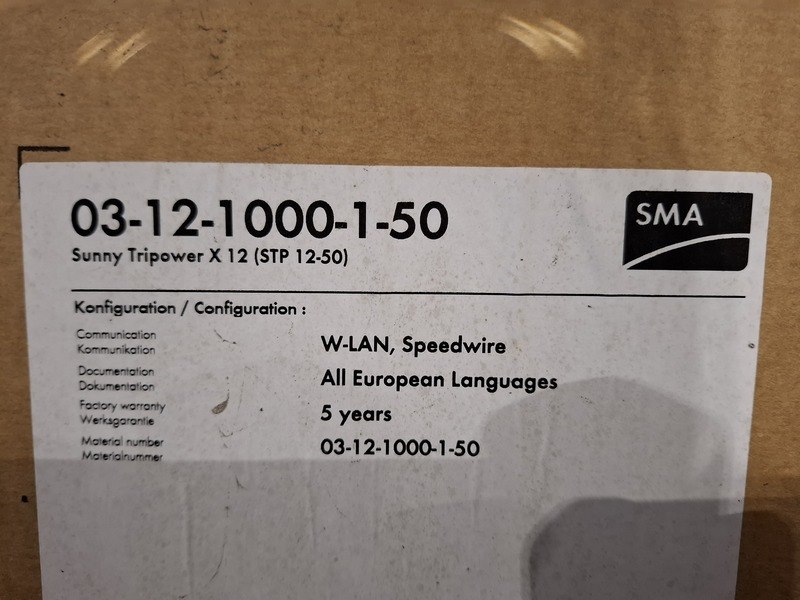 03-12-1000-1-50
SMA
Sunny Tripower X 12 (STP 12-50)
Konfiguration / Configuration :
Communication
Kommunikation
W-LAN, Speedwire
Documentation
Dokumentation
All European Languages
Factory warranty
Werksgarantie
5 years
Material number
Materialnummer
03-12-1000-1-50